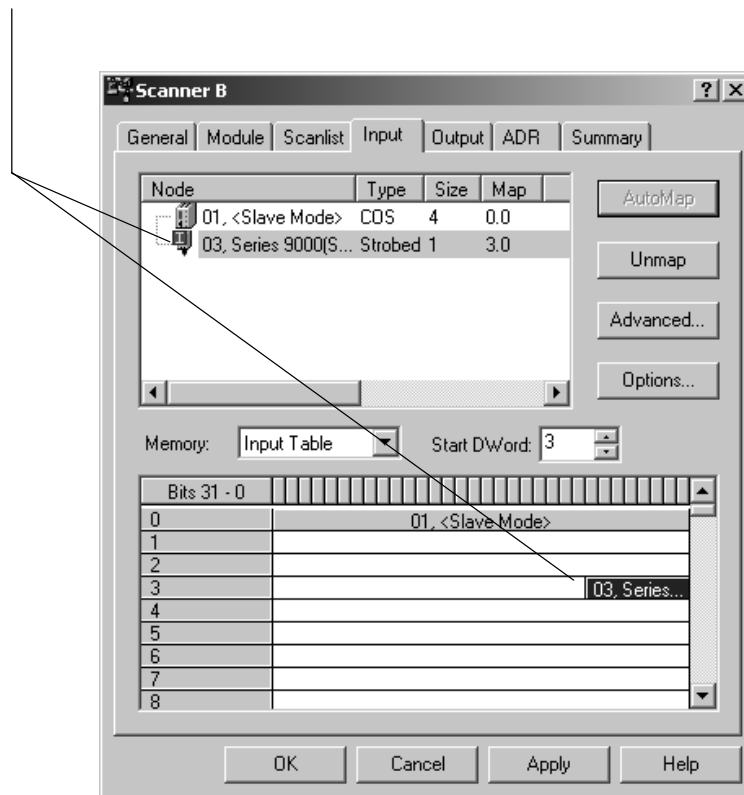 Scanner B
General Module Scanlist Input Output ADR Summary
Node Type Size Map
01, <Slave Mode> COS 4 0.0
03, Series 9000(S... Strobed 1 3.0
AutoMap
Unmap
Advanced...
Options...
Memory: Input Table Start DWord: 3
Bits 31 - 0
0 01, <Slave Mode>
1
2
3 03, Series...
4
5
6
7
8
OK Cancel Apply Help